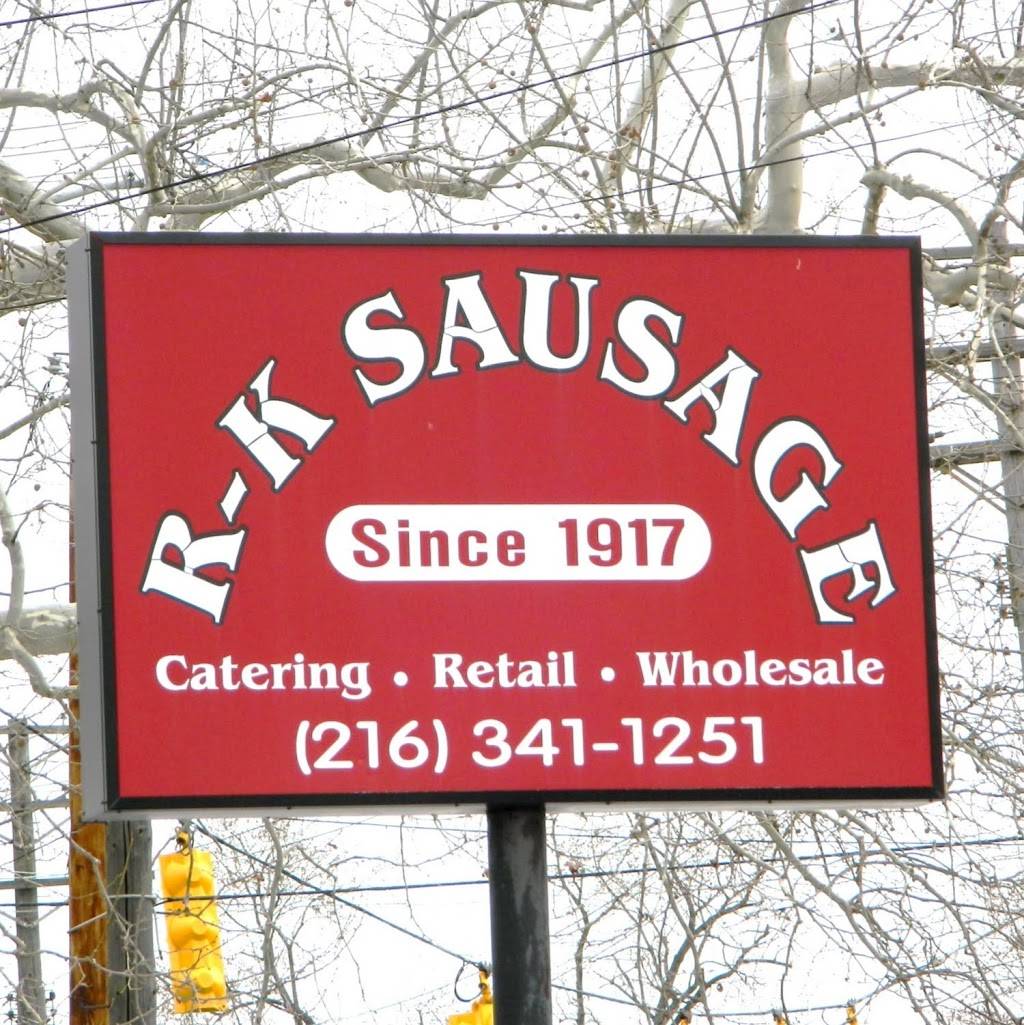 R-K SAUSAGE
Since 1917
Catering • Retail • Wholesale
(216) 341-1251